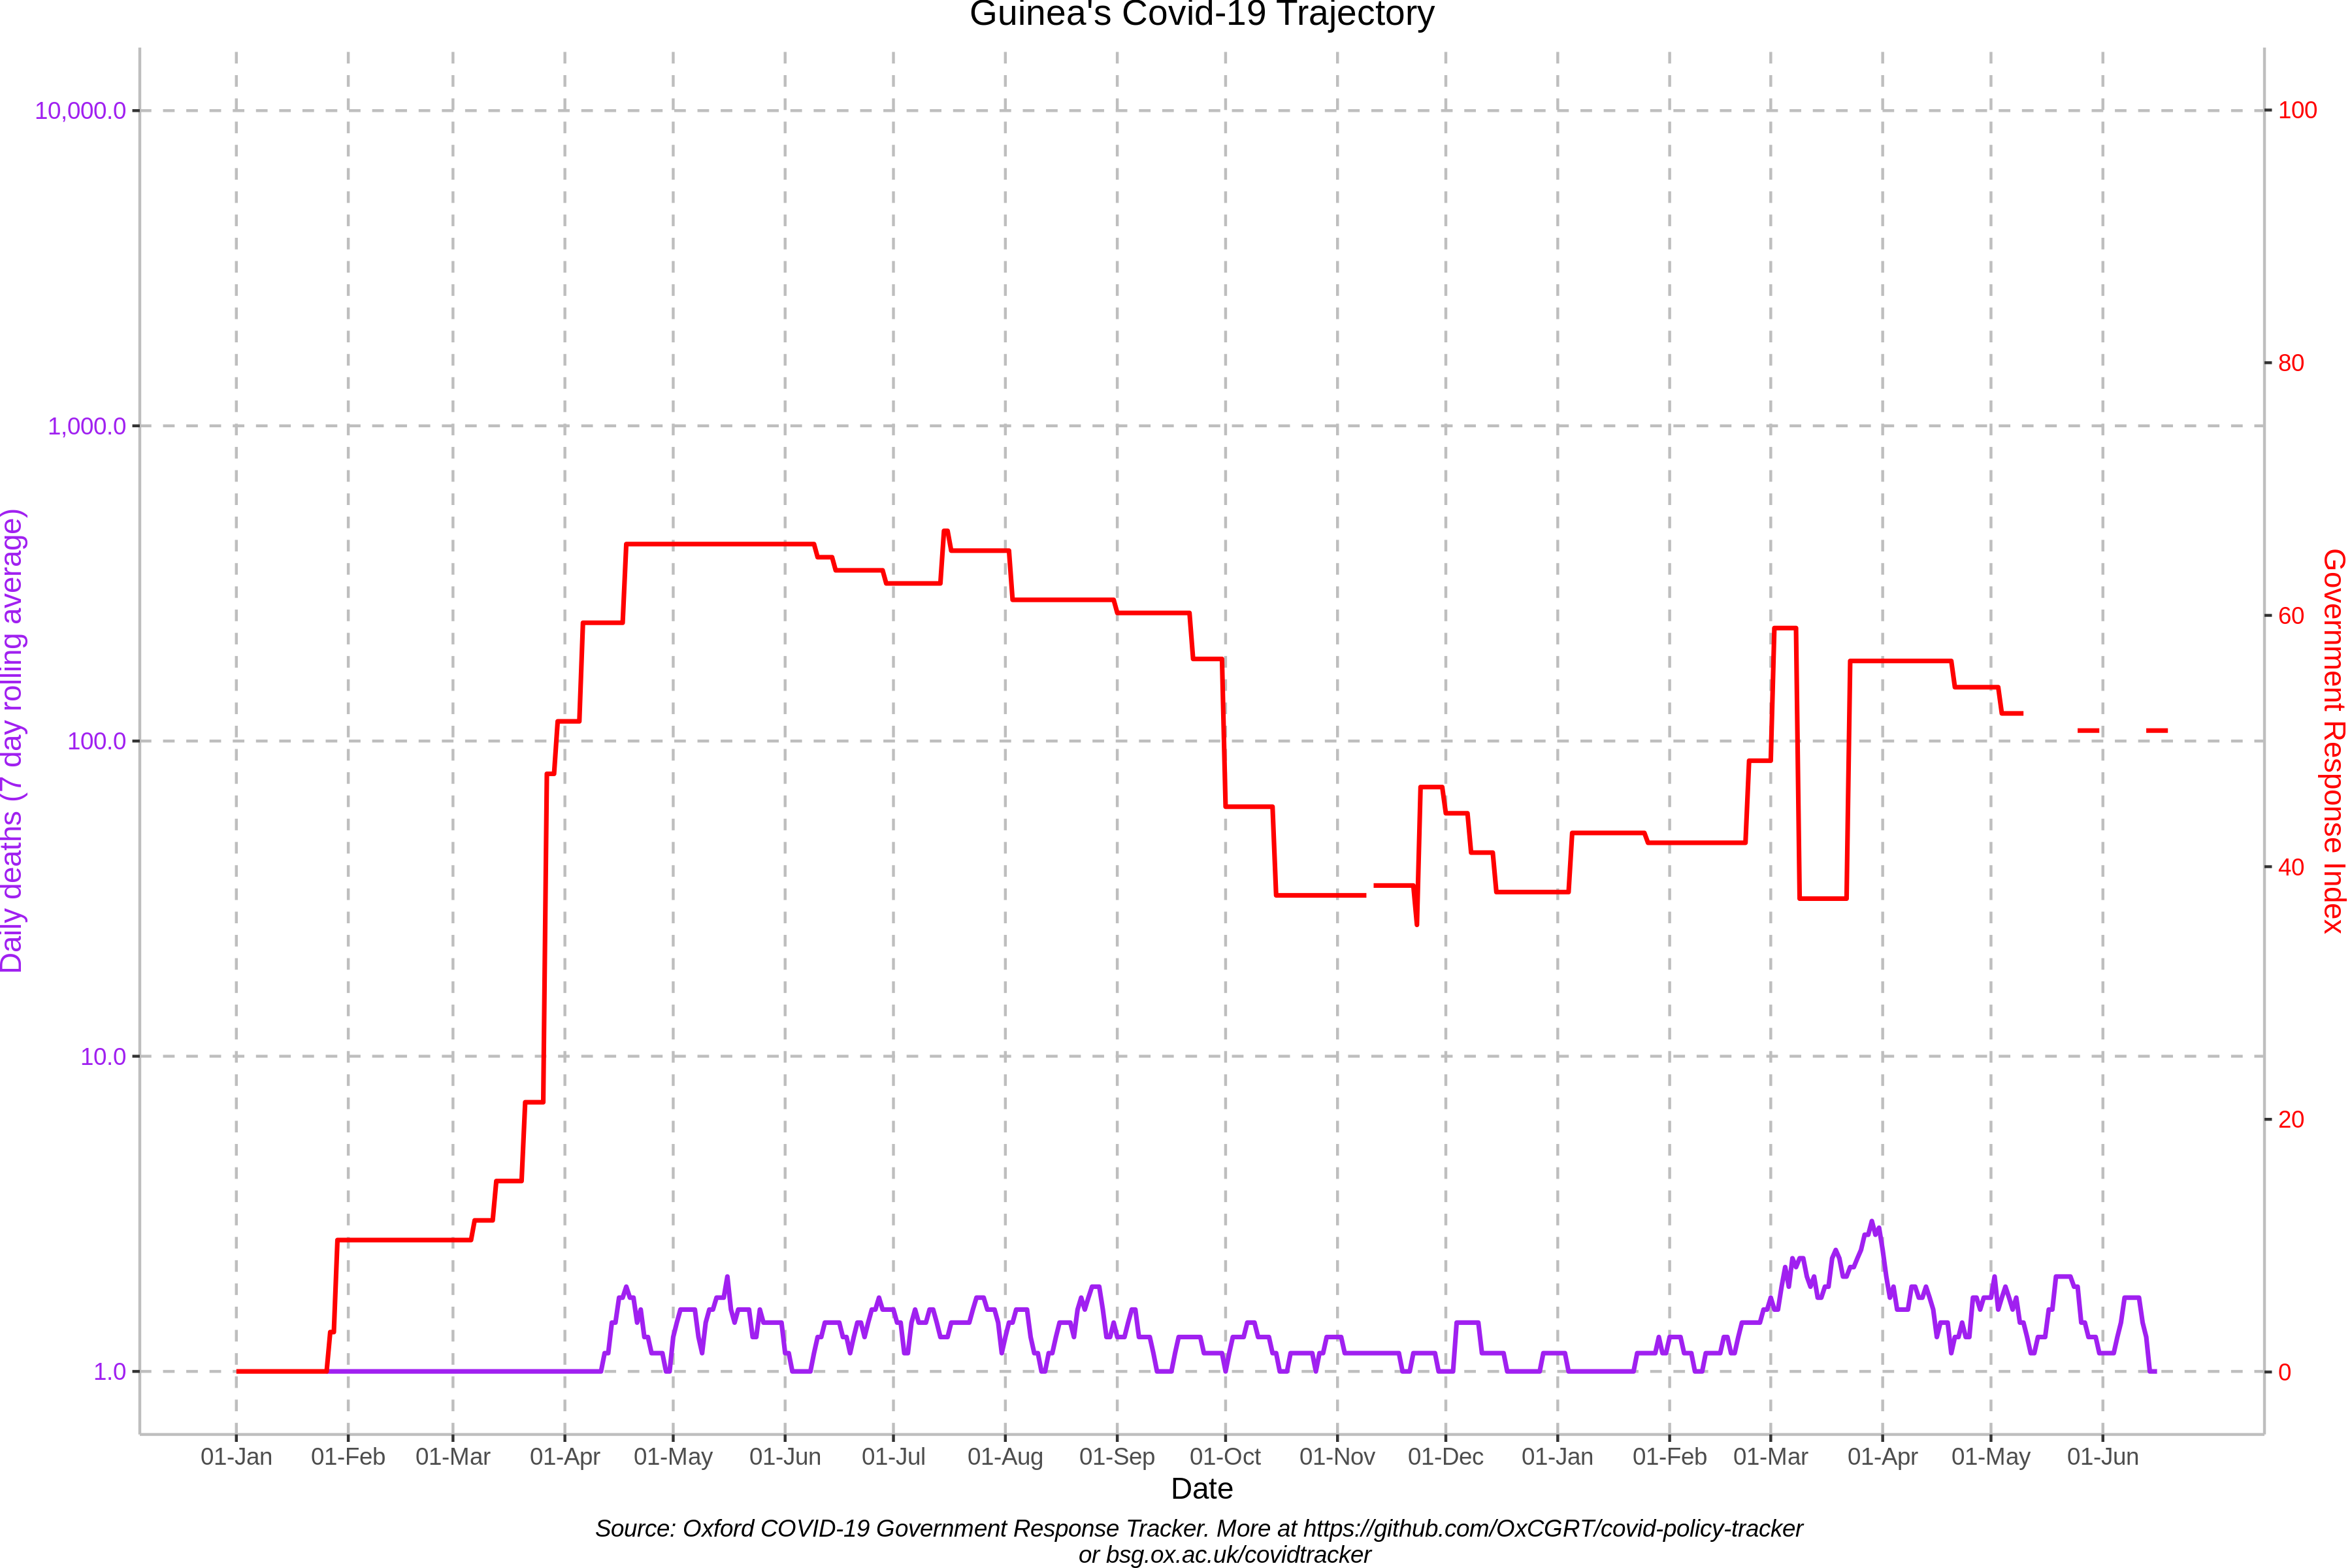 Guinea's Covid-19 Trajectory
10,000.0
1,000.0
100.0
10.0
1.0
Daily deaths (7 day rolling average)
100
80
60
40
20
0
Government Response Index
01-Jan 01-Feb 01-Mar 01-Apr 01-May 01-Jun 01-Jul 01-Aug 01-Sep 01-Oct 01-Nov 01-Dec 01-Jan 01-Feb 01-Mar 01-Apr 01-May 01-Jun
Date
Source: Oxford COVID-19 Government Response Tracker. More at https://github.com/OxCGRT/covid-policy-tracker
or bsg.ox.ac.uk/covidtracker